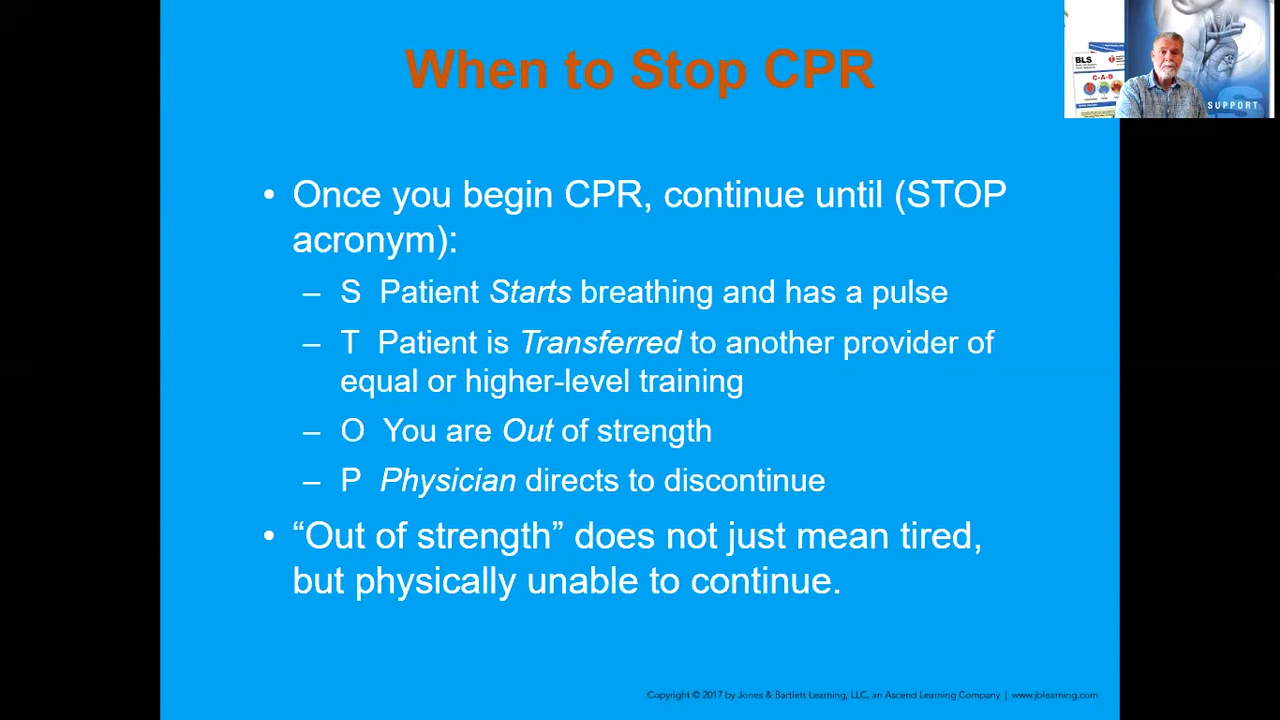 When to Stop CPR
BLS
C-A-B
SUPPORT
• Once you begin CPR, continue until (STOP
acronym):
– S Patient Starts breathing and has a pulse
– T Patient is Transferred to another provider of
equal or higher-level training
– O You are Out of strength
– P Physician directs to discontinue
• “Out of strength” does not just mean tired,
but physically unable to continue.
Copyright © 2017 by Jones & Bartlett Learning, LLC, an Ascend Learning Company | www.jblearning.com